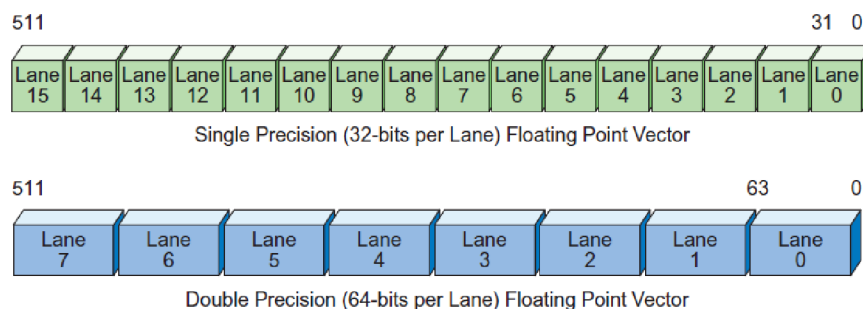 511 31 0
Lane Lane Lane Lane Lane Lane Lane Lane Lane Lane Lane Lane Lane Lane Lane Lane
15 14 13 12 11 10 9 8 7 6 5 4 3 2 1 0
Single Precision (32-bits per Lane) Floating Point Vector
511 63 0
Lane Lane Lane Lane Lane Lane Lane Lane
7 6 5 4 3 2 1 0
Double Precision (64-bits per Lane) Floating Point Vector